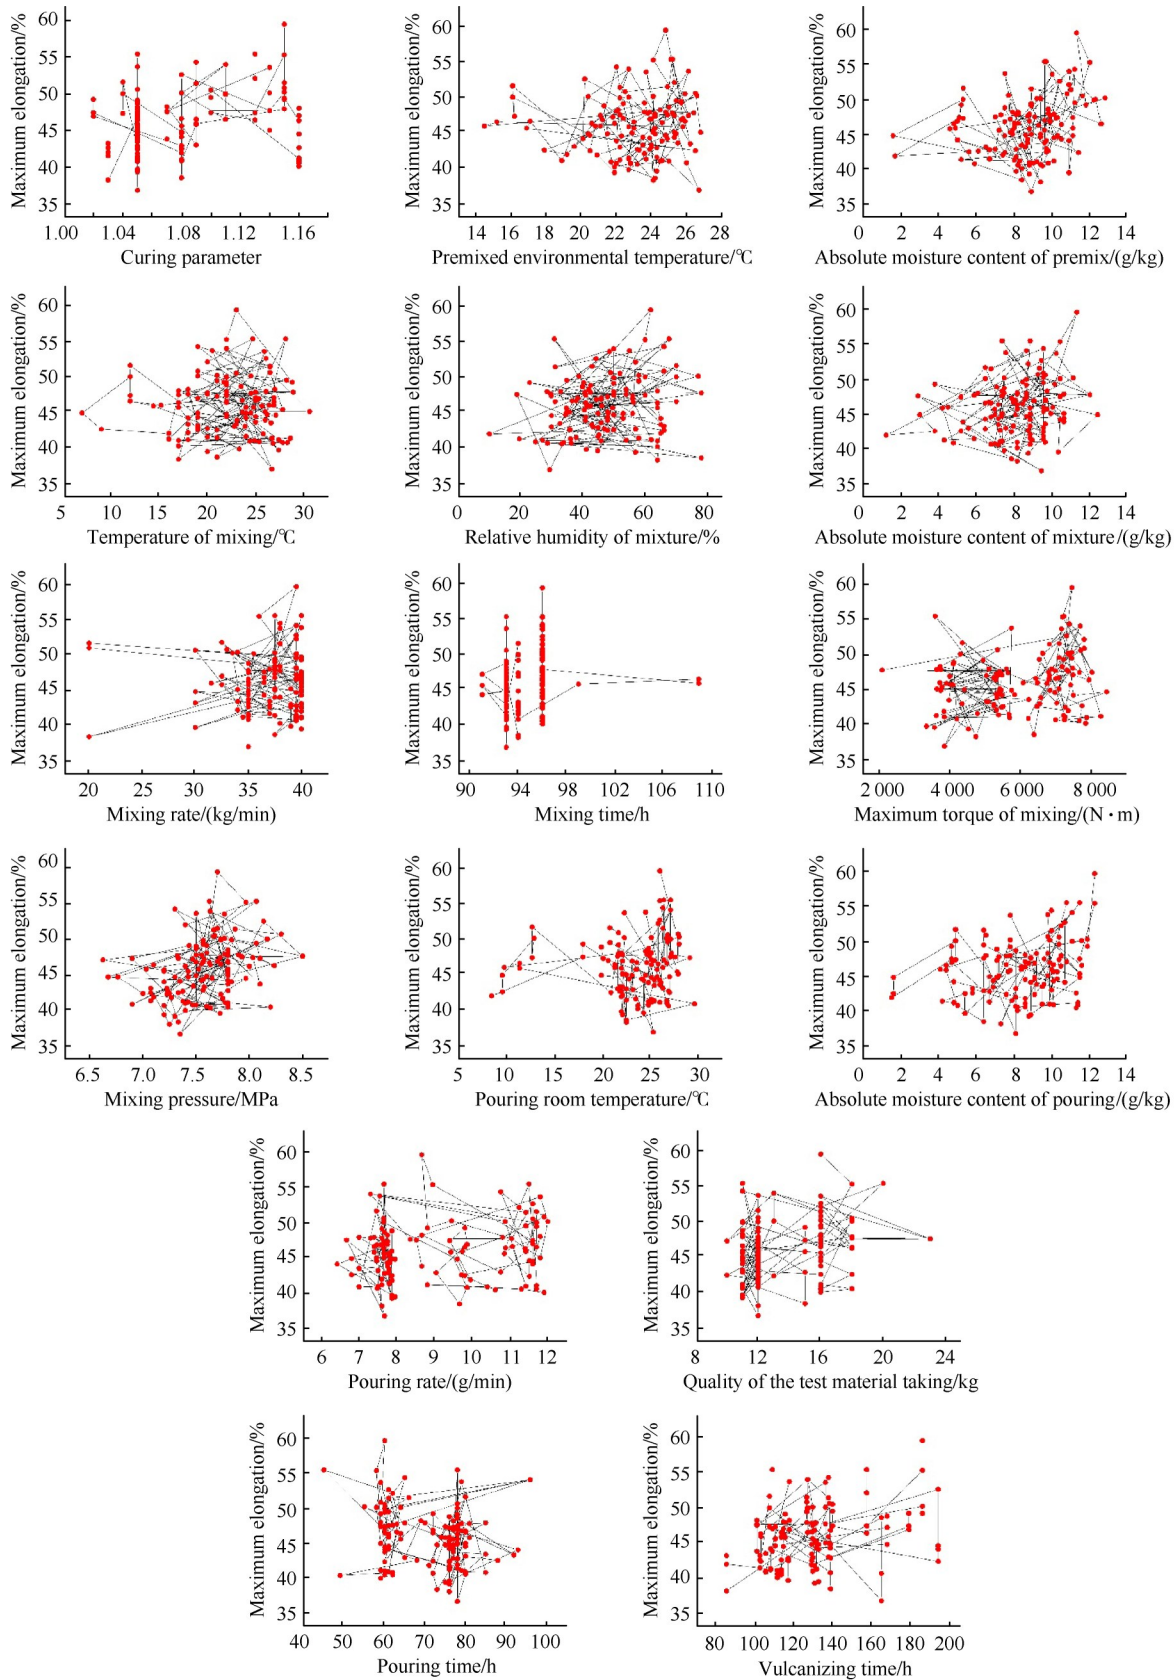 Maximum elongation/%
60
55
50
45
40
35
1.00 1.04 1.08 1.12 1.16
Curing parameter
Maximum elongation/%
60
55
50
45
40
35
14 16 18 20 22 24 26 28
Premixed environmental temperature/℃
Maximum elongation/%
60
55
50
45
40
35
0 2 4 6 8 10 12 14
Absolute moisture content of premix/(g/kg)
Maximum elongation/%
60
55
50
45
40
35
5 10 15 20 25 30
Temperature of mixing/℃
Maximum elongation/%
60
55
50
45
40
35
0 20 40 60 80
Relative humidity of mixture/%
Maximum elongation/%
60
55
50
45
40
35
0 2 4 6 8 10 12 14
Absolute moisture content of mixture/(g/kg)
Maximum elongation/%
60
55
50
45
40
35
20 25 30 35 40
Mixing rate/(kg/min)
Maximum elongation/%
60
55
50
45
40
35
90 94 98 102 106 110
Mixing time/h
Maximum elongation/%
60
55
50
45
40
35
2 000 4 000 6 000 8 000
Maximum torque of mixing/(N·m)
Maximum elongation/%
60
55
50
45
40
35
6.5 7.0 7.5 8.0 8.5
Mixing pressure/MPa
Maximum elongation/%
60
55
50
45
40
35
5 10 15 20 25 30
Pouring room temperature/℃
Maximum elongation/%
60
55
50
45
40
35
0 2 4 6 8 10 12 14
Absolute moisture content of pouring/(g/kg)
Maximum elongation/%
60
55
50
45
40
35
6 7 8 9 10 11 12
Pouring rate/(g/min)
Maximum elongation/%
60
55
50
45
40
35
8 12 16 20 24
Quality of the test material taking/kg
Maximum elongation/%
60
55
50
45
40
35
40 50 60 70 80 90 100
Pouring time/h
Maximum elongation/%
60
55
50
45
40
35
80 100 120 140 160 180 200
Vulcanizing time/h